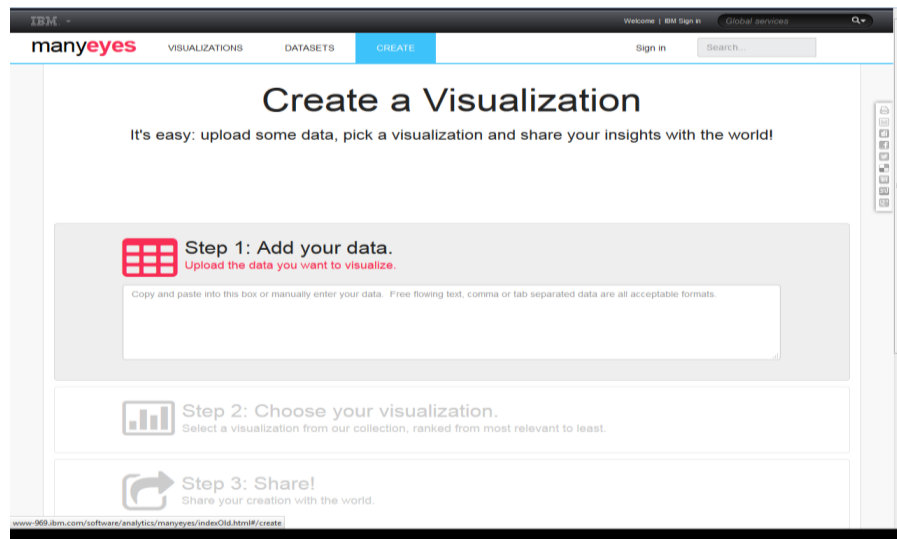 IBM
Welcome | IBM Sign in
Global services
manyeyes
VISUALIZATIONS
DATASETS
CREATE
Sign in
Search...
Create a Visualization
It's easy: upload some data, pick a visualization and share your insights with the world!
Step 1: Add your data.
Upload the data you want to visualize.
Copy and paste into this box or manually enter your data. Free flowing text, comma or tab separated data are all acceptable formats.
Step 2: Choose your visualization.
Select a visualization from our collection, ranked from most relevant to least.
Step 3: Share!
Share your creation with the world.
www-969.ibm.com/software/analytics/manyeyes/indexOld.html#/create